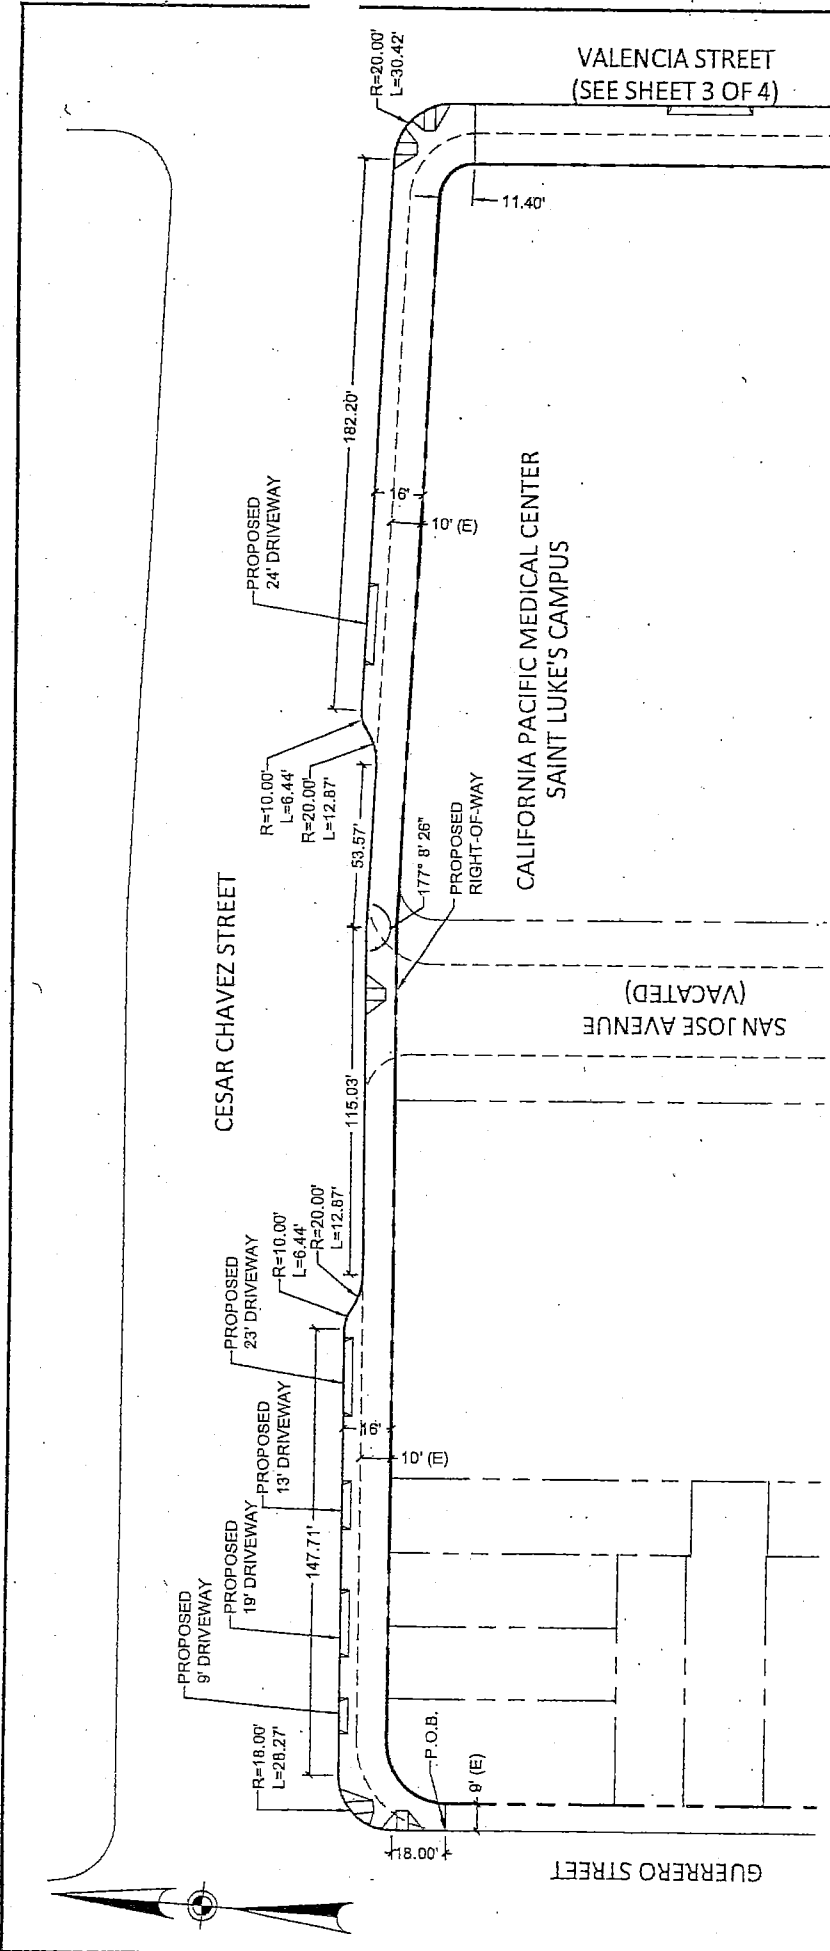 VALENCIA STREET
(SEE SHEET 3 OF 4)
R=20.00'
L=30.42'
11.40'
182.20'
PROPOSED
24' DRIVEWAY
16'
10' (E)
CALIFORNIA PACIFIC MEDICAL CENTER
SAINT LUKE'S CAMPUS
R=10.00'
L=6.44'
R=20.00'
L=12.87'
53.57'
177° 8' 26"
PROPOSED
RIGHT-OF-WAY
CESAR CHAVEZ STREET
SAN JOSE AVENUE
(VACATED)
115.03'
R=10.00'
L=6.44'
R=20.00'
L=12.87'
PROPOSED
23' DRIVEWAY
16'
10' (E)
PROPOSED
13' DRIVEWAY
PROPOSED
19' DRIVEWAY
147.71'
PROPOSED
9' DRIVEWAY
R=18.00'
L=28.27'
P.O.B.
9' (E)
18.00'
GUERRERO STREET